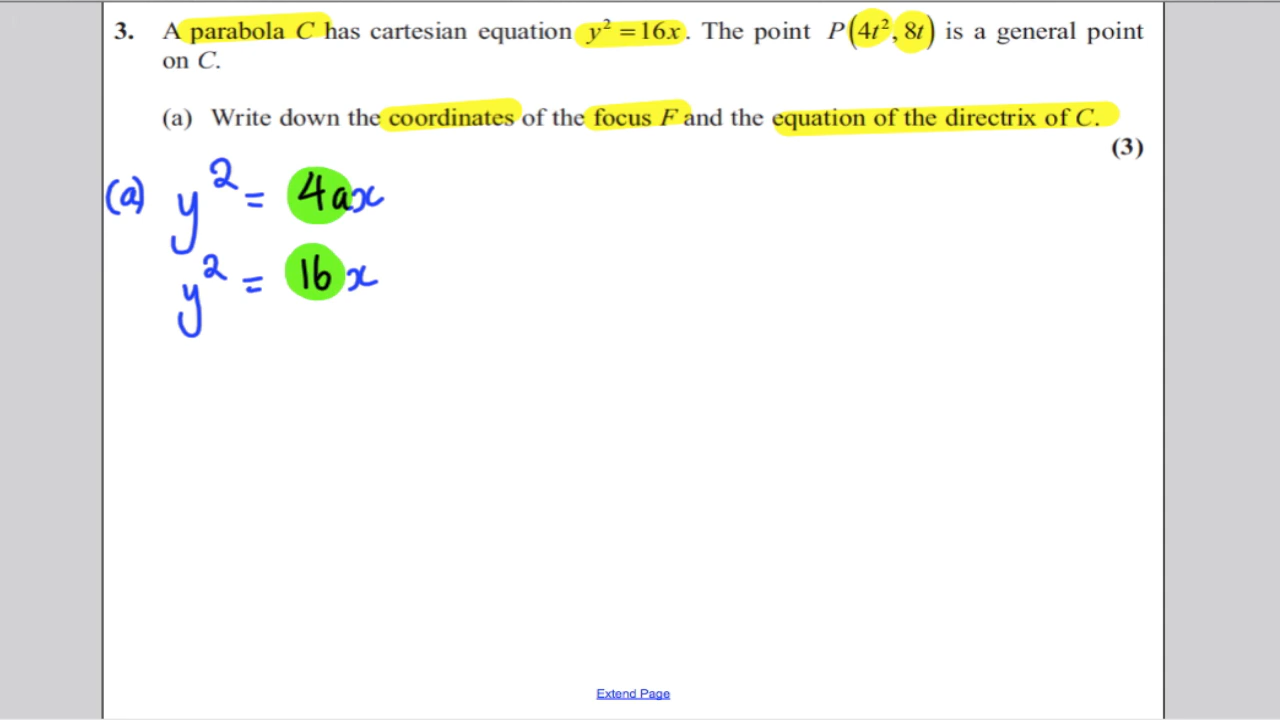 3. A parabola C has cartesian equation y² = 16x. The point P(4t², 8t) is a general point
on C.
(a) Write down the coordinates of the focus F and the equation of the directrix of C.
(3)
(a) y² = 4ax
y² = 16x
Extend Page